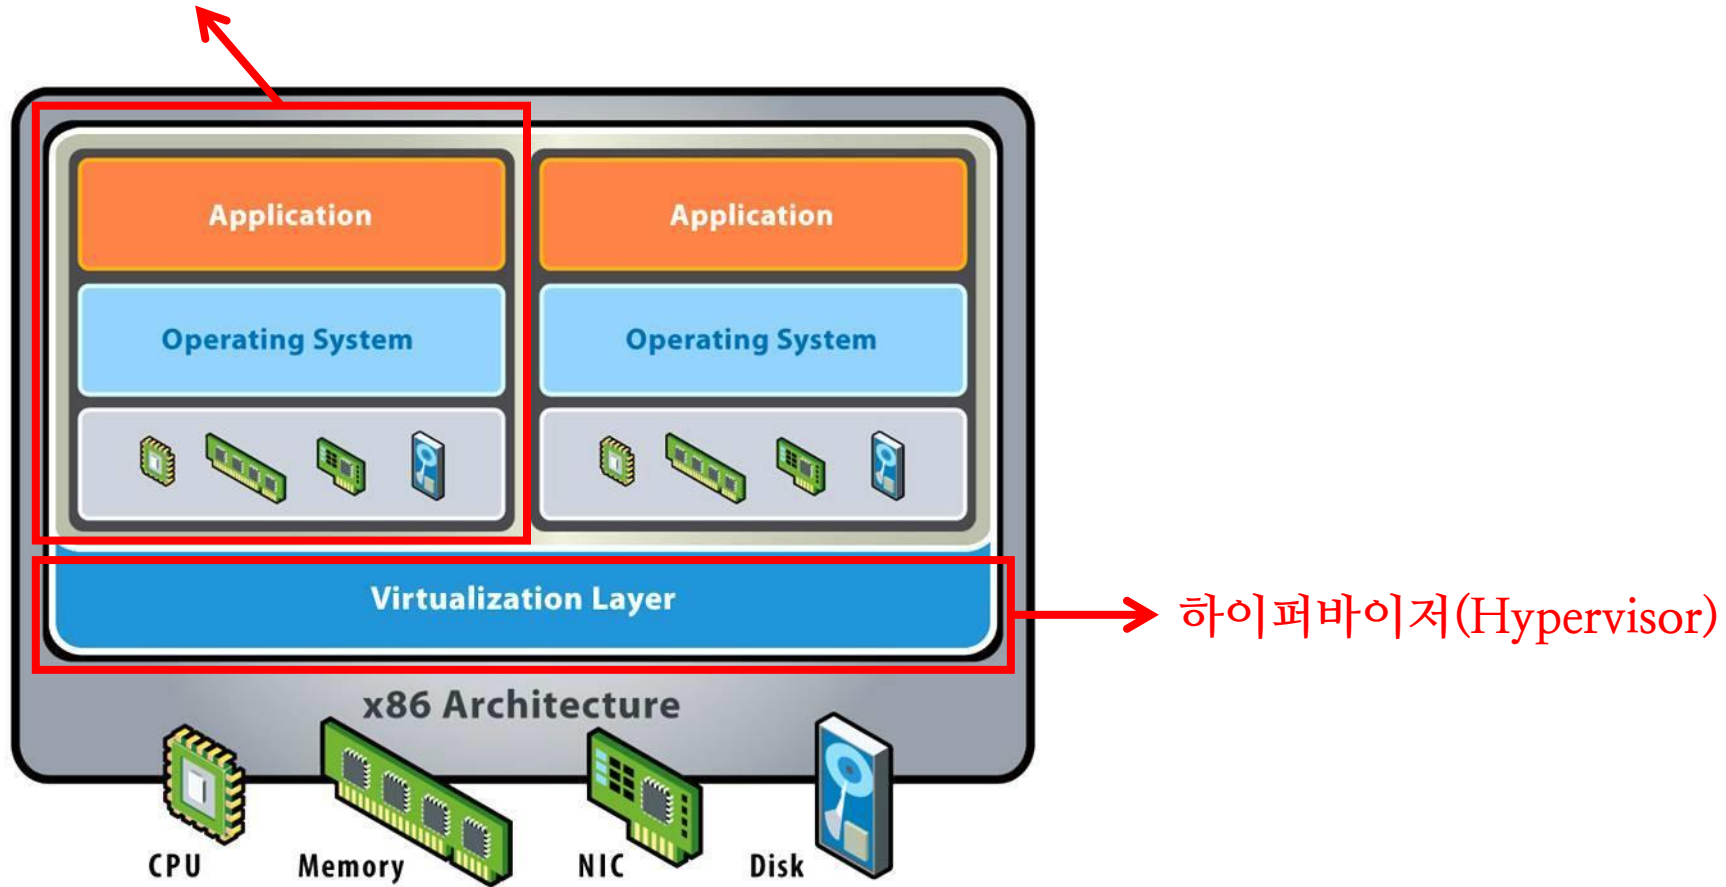 Application
Application
Operating System
Operating System
Virtualization Layer
하이퍼바이저(Hypervisor)
x86 Architecture
CPU
Memory
NIC
Disk